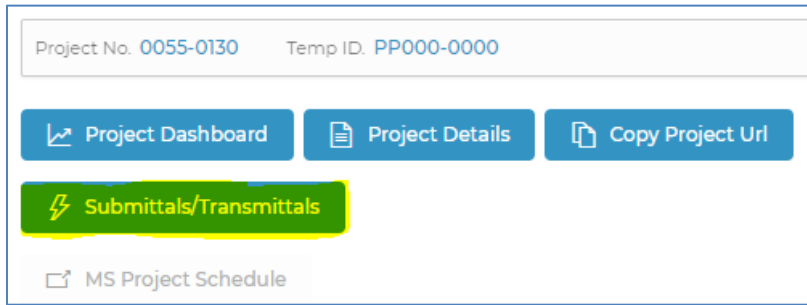 Project No. 0055-0130 Temp ID. PP000-0000
Project Dashboard Project Details Copy Project Url
Submittals/Transmittals
MS Project Schedule